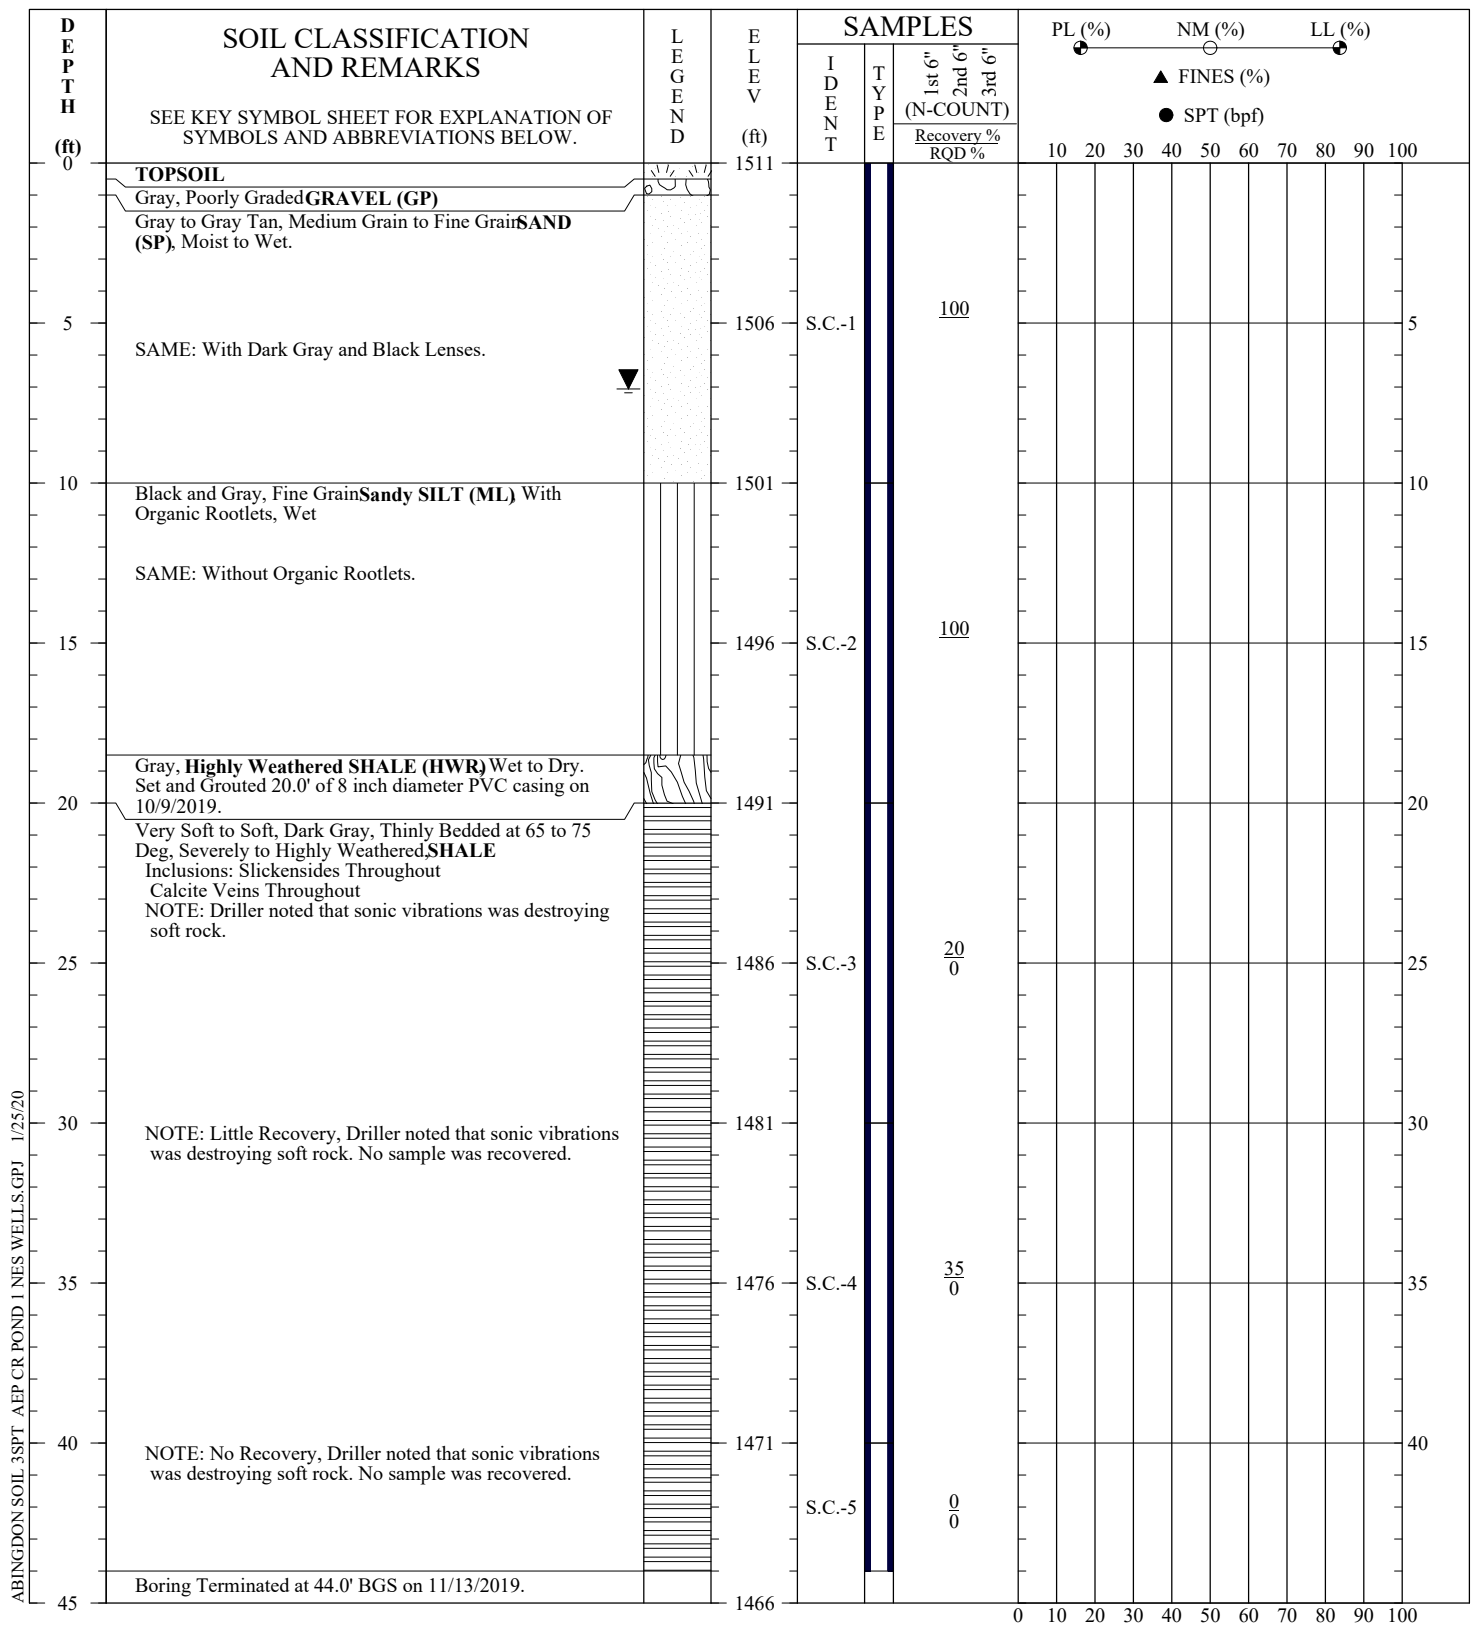 DEPTH
(ft)
SOIL CLASSIFICATION
AND REMARKS
SEE KEY SYMBOL SHEET FOR EXPLANATION OF
SYMBOLS AND ABBREVIATIONS BELOW.
LEGEND
ELEV
(ft)
SAMPLES
IDENT
TYPE
1st 6"
2nd 6"
3rd 6"
(N-COUNT)
Recovery %
RQD %
PL (%) NM (%) LL (%)
FINES (%)
SPT (bpf)
10 20 30 40 50 60 70 80 90 100
0 1511
TOPSOIL
Gray, Poorly Graded GRAVEL (GP)
Gray to Gray Tan, Medium Grain to Fine Grain SAND
(SP), Moist to Wet.
5 1506 S.C.-1 100 5
SAME: With Dark Gray and Black Lenses.
10 1501 10
Black and Gray, Fine Grain Sandy SILT (ML), With
Organic Rootlets, Wet
SAME: Without Organic Rootlets.
15 1496 S.C.-2 100 15
Gray, Highly Weathered SHALE (HWR), Wet to Dry.
Set and Grouted 20.0' of 8 inch diameter PVC casing on
10/9/2019.
20 1491 20
Very Soft to Soft, Dark Gray, Thinly Bedded at 65 to 75
Deg, Severely to Highly Weathered, SHALE
Inclusions: Slickensides Throughout
Calcite Veins Throughout
NOTE: Driller noted that sonic vibrations was destroying
soft rock.
20
25 1486 S.C.-3 0 25
30 1481 30
NOTE: Little Recovery, Driller noted that sonic vibrations
was destroying soft rock. No sample was recovered.
35
35 1476 S.C.-4 0 35
40 1471 40
NOTE: No Recovery, Driller noted that sonic vibrations
was destroying soft rock. No sample was recovered.
S.C.-5 0
0
Boring Terminated at 44.0' BGS on 11/13/2019.
45 1466
0 10 20 30 40 50 60 70 80 90 100
ABINGDON SOIL 3SPT AEP CR POND 1 NES WELLS.GPJ 1/25/20